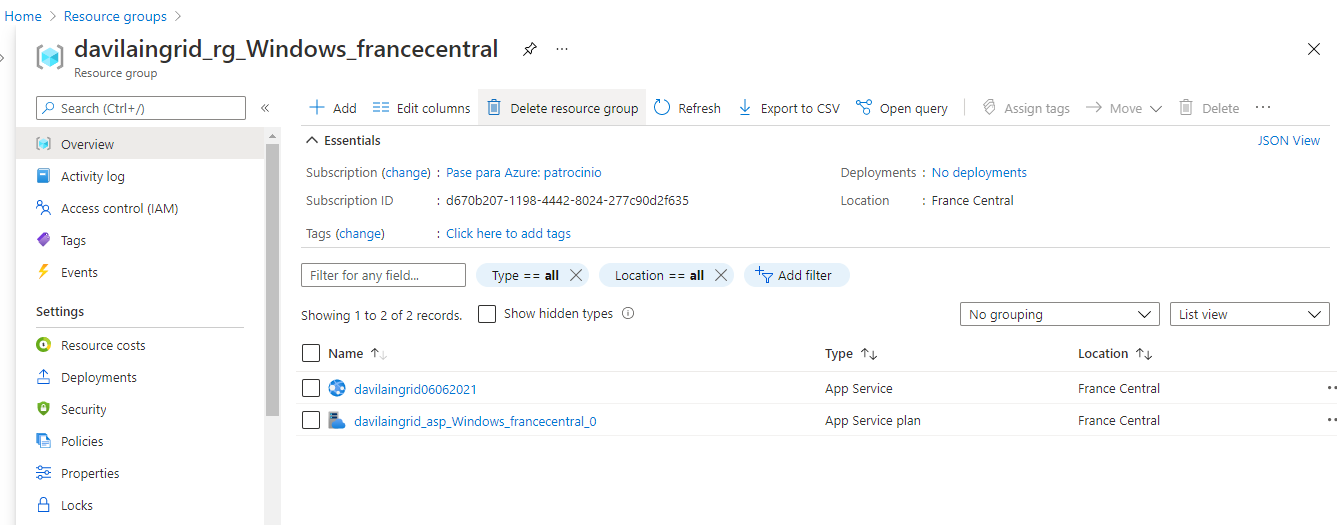 Home > Resource groups >
davilaingrid_rg_Windows_francecentral
Resource group
Search (Ctrl+/)
Overview
Activity log
Access control (IAM)
Tags
Events
Settings
Resource costs
Deployments
Security
Policies
Properties
Locks
Add Edit columns Delete resource group Refresh Export to CSV Open query Assign tags Move Delete
Essentials JSON View
Subscription (change) : Pase para Azure: patrocinio Deployments : No deployments
Subscription ID : d670b207-1198-4442-8024-277c90d2f635 Location : France Central
Tags (change) : Click here to add tags
Filter for any field... Type == all Location == all Add filter
Showing 1 to 2 of 2 records. Show hidden types No grouping List view
Name Type Location
davilaingrid06062021 App Service France Central
davilaingrid_asp_Windows_francecentral_0 App Service plan France Central